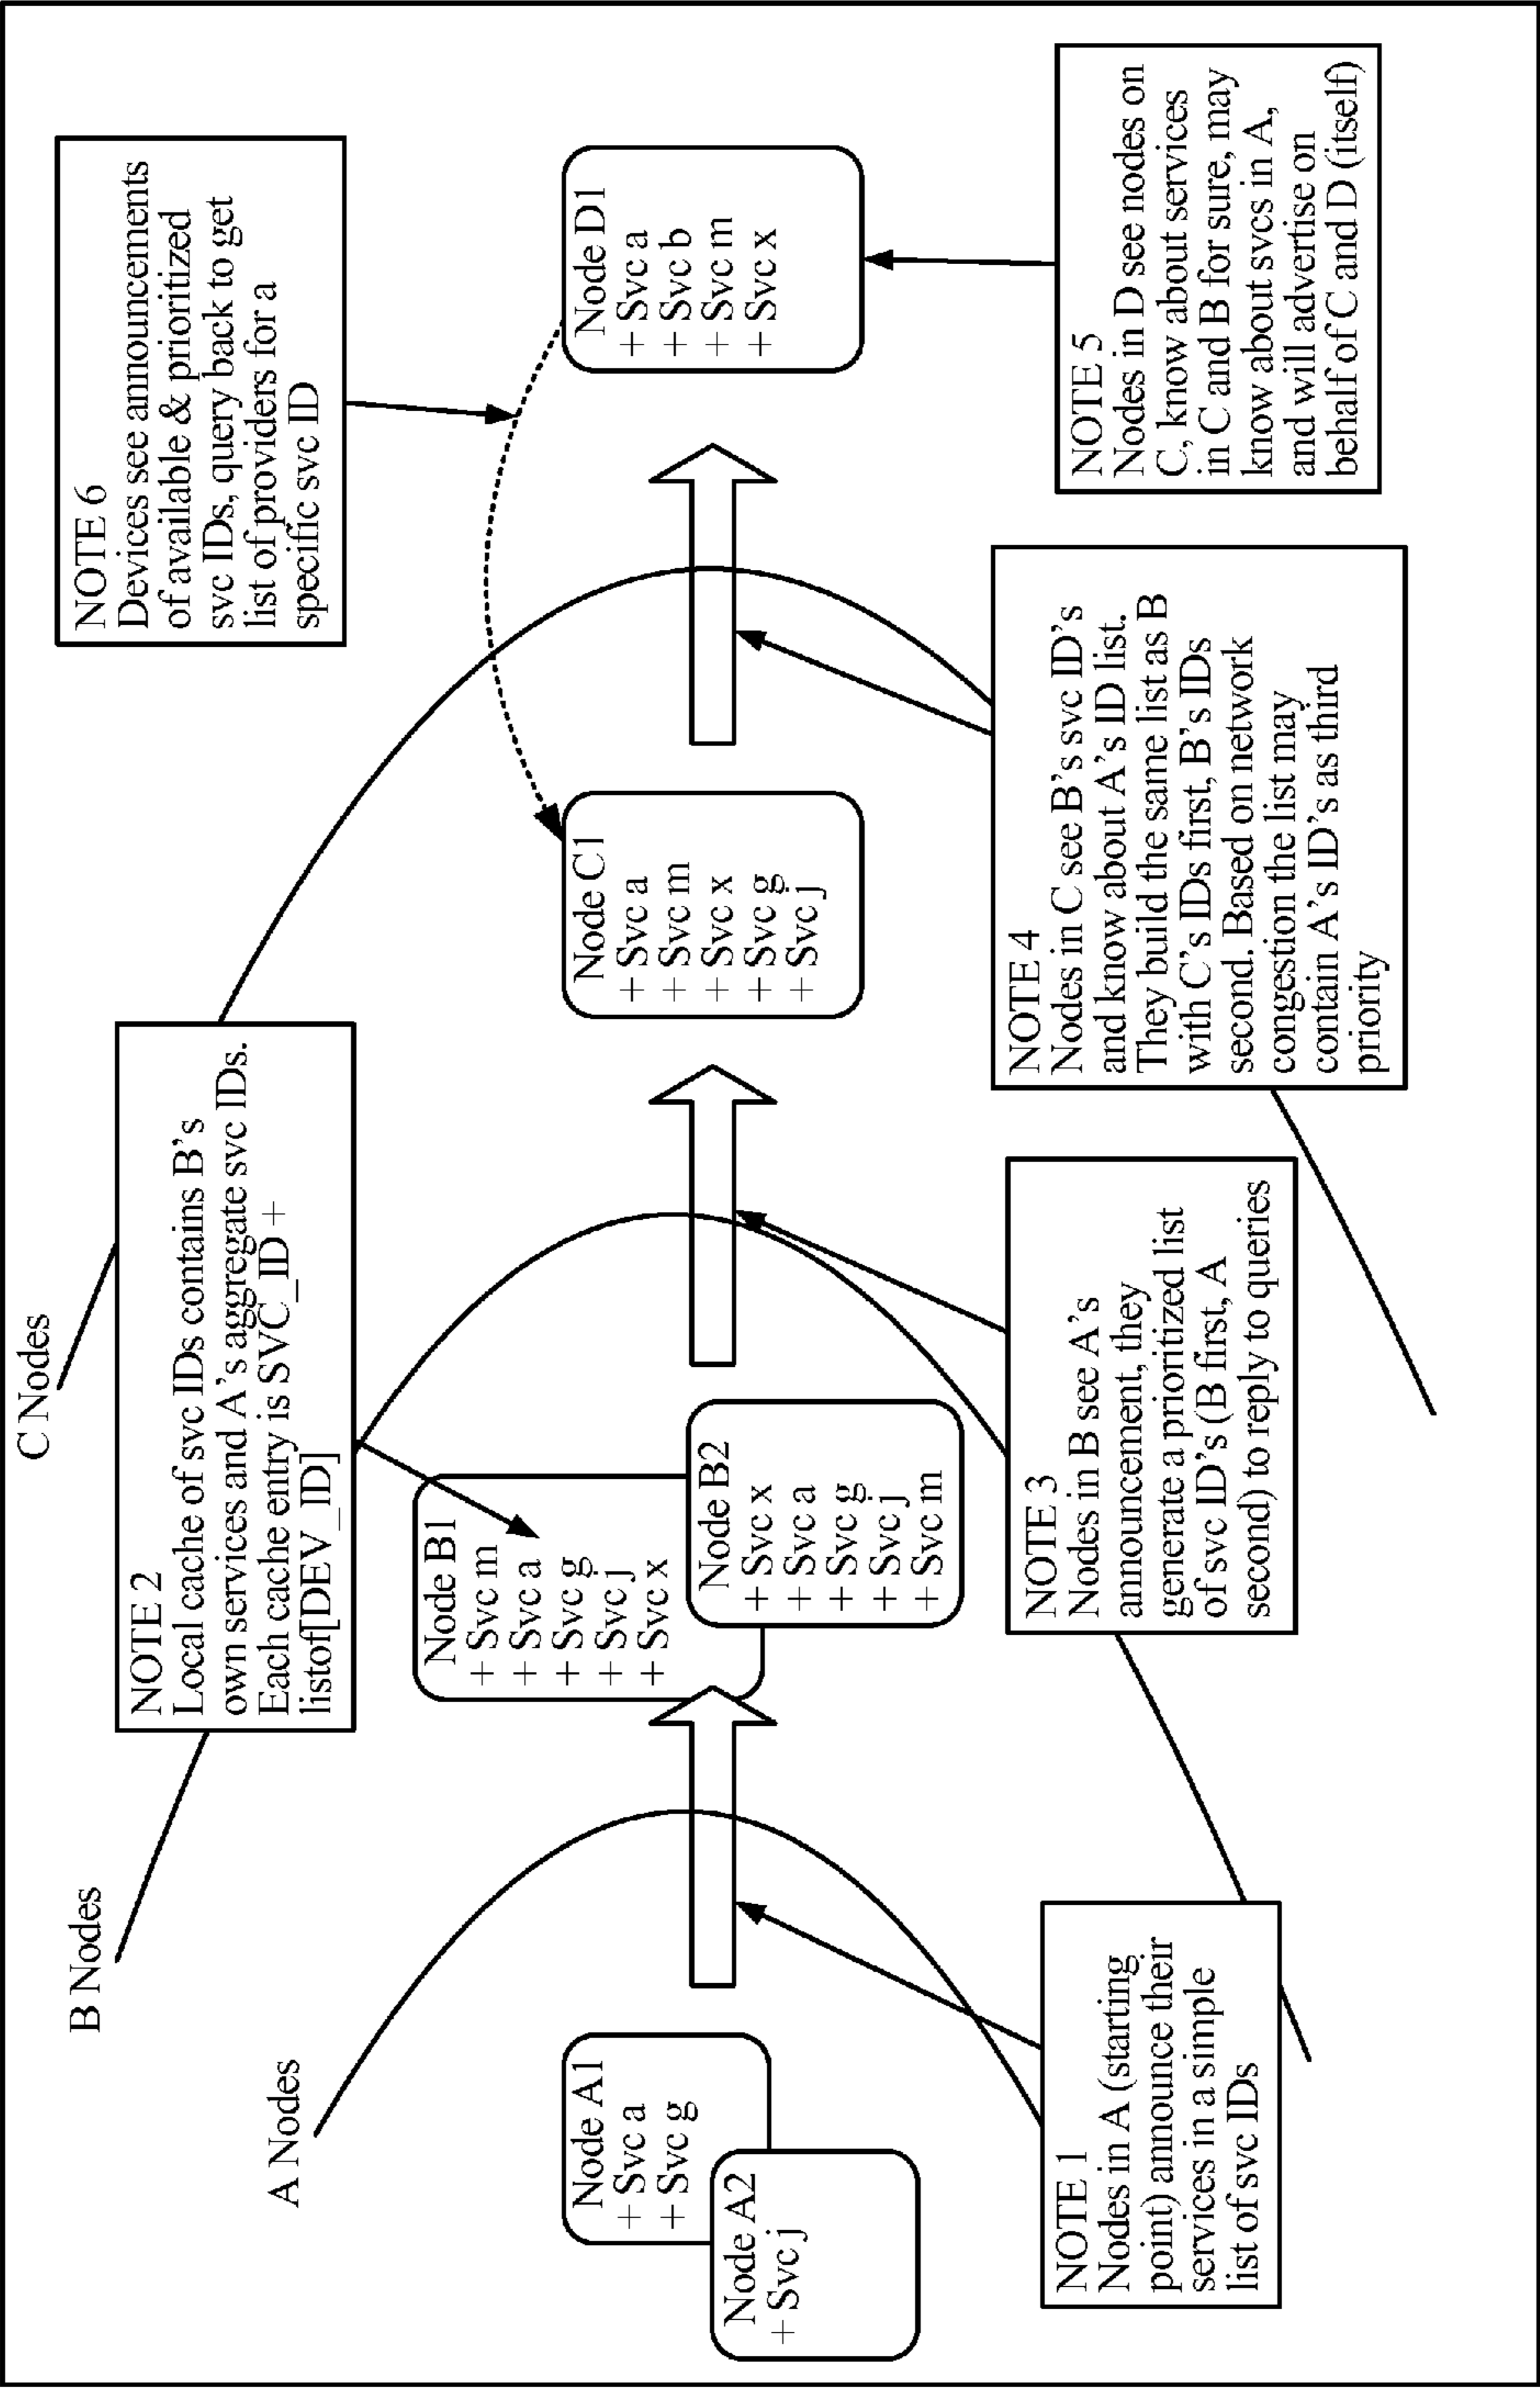 C Nodes
B Nodes
A Nodes
NOTE 2
Local cache of svc IDs contains B's
own services and A's aggregate svc IDs.
Each cache entry is SVC_ID +
listof[DEV_ID]
NOTE 6
Devices see announcements
of available & prioritized
svc IDs, query back to get
list of providers for a
specific svc ID
Node A1
+ Svc a
+ Svc g
Node A2
+ Svc j
Node B1
+ Svc m
+ Svc a
+ Svc g
+ Svc j
+ Svc x
Node B2
+ Svc x
+ Svc a
+ Svc g
+ Svc j
+ Svc m
Node C1
+ Svc a
+ Svc m
+ Svc x
+ Svc g
+ Svc j
Node D1
+ Svc a
+ Svc b
+ Svc m
+ Svc x
NOTE 1
Nodes in A (starting
point) announce their
services in a simple
list of svc IDs
NOTE 3
Nodes in B see A's
announcement, they
generate a prioritized list
of svc ID's (B first, A
second) to reply to queries
NOTE 4
Nodes in C see B's svc ID's
and know about A's ID list.
They build the same list as B
with C's IDs first, B's IDs
second. Based on network
congestion the list may
contain A's ID's as third
priority
NOTE 5
Nodes in D see nodes on
C, know about services
in C and B for sure, may
know about svcs in A,
and will advertise on
behalf of C and D (itself)